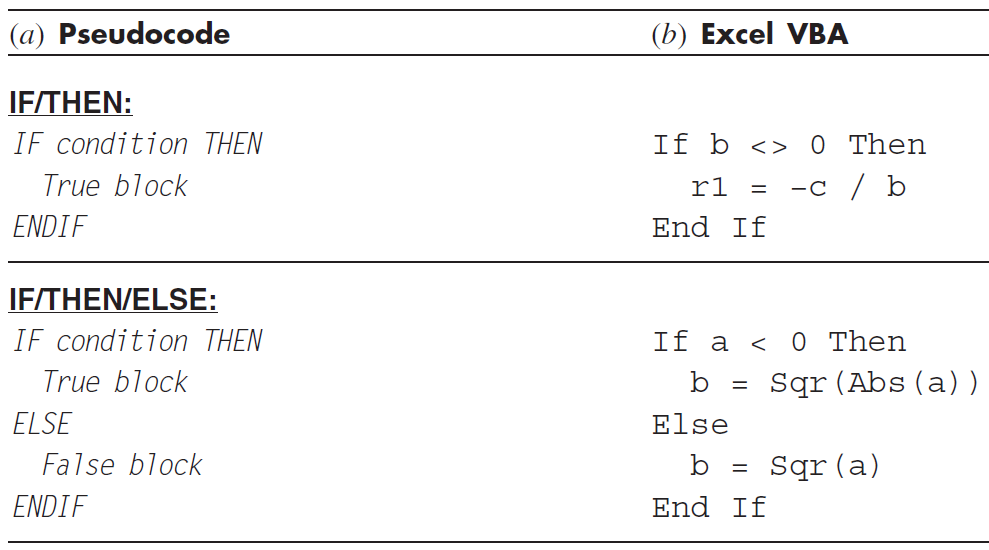 (a) Pseudocode (b) Excel VBA
IF/THEN:
IF condition THEN If b <> 0 Then
True block r1 = -c / b
ENDIF End If
IF/THEN/ELSE:
IF condition THEN If a < 0 Then
True block b = Sqr(Abs(a))
ELSE Else
False block b = Sqr(a)
ENDIF End If